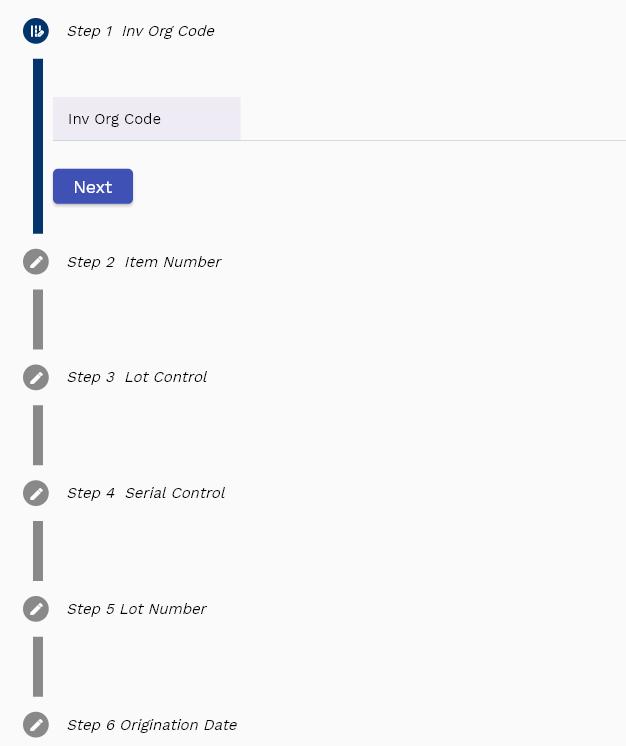 Step 1  Inv Org Code
Inv Org Code
Next
Step 2  Item Number
Step 3  Lot Control
Step 4  Serial Control
Step 5 Lot Number
Step 6 Origination Date